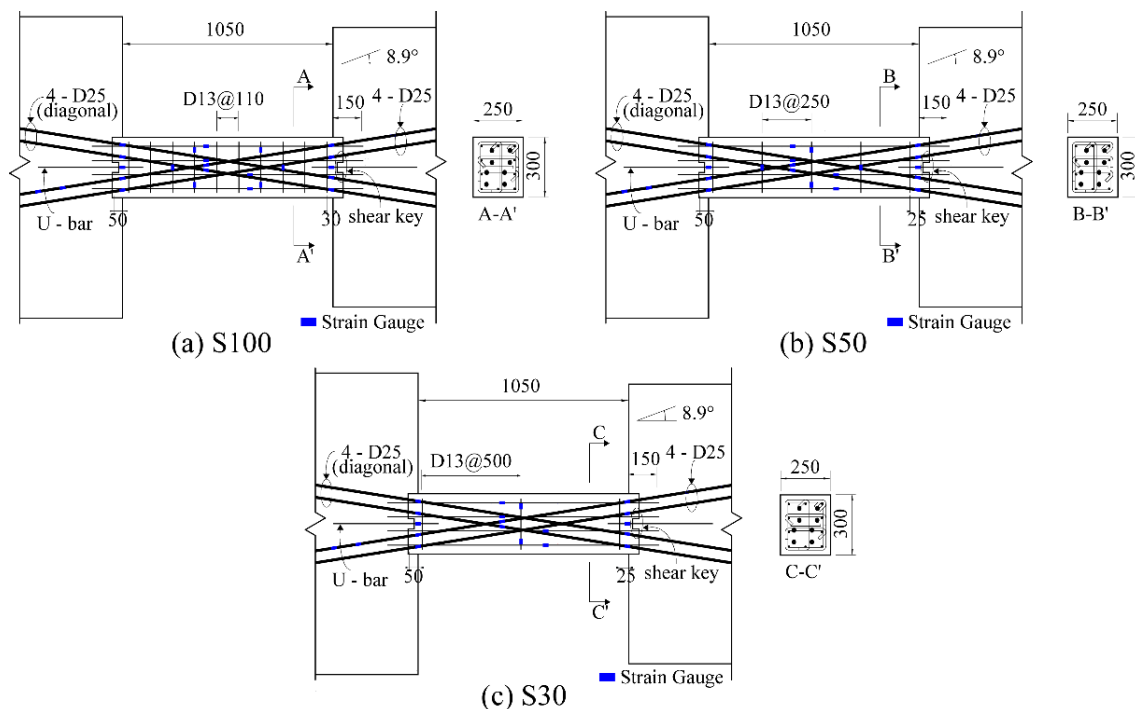 1050
8.9°
A
4 - D25
(diagonal)
D13@110
4 - D25
150
250
300
U - bar
50
30
shear key
A-A'
A'
Strain Gauge
(a) S100
1050
8.9°
B
4 - D25
(diagonal)
D13@250
4 - D25
150
250
300
U - bar
50
25
shear key
B-B'
B'
Strain Gauge
(b) S50
1050
8.9°
C
4 - D25
(diagonal)
D13@500
4 - D25
150
250
300
U - bar
50
25
shear key
C-C'
C'
Strain Gauge
(c) S30